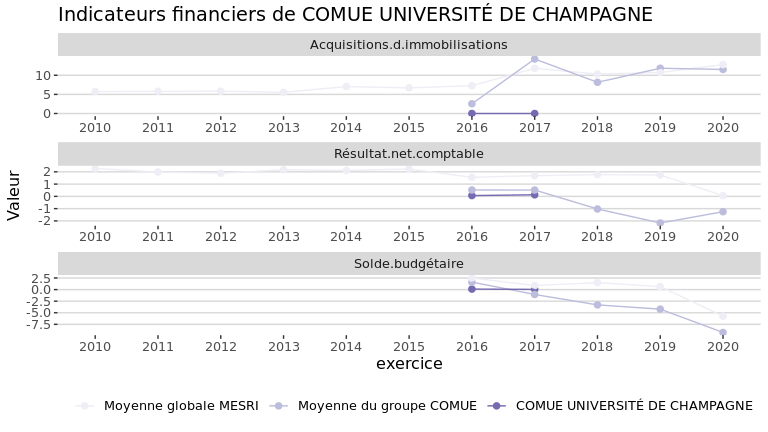 Indicateurs financiers de COMUE UNIVERSITÉ DE CHAMPAGNE
Acquisitions.d.immobilisations
10
5
0
2010 2011 2012 2013 2014 2015 2016 2017 2018 2019 2020
Résultat.net.comptable
2
1
0
-1
-2
2010 2011 2012 2013 2014 2015 2016 2017 2018 2019 2020
Valeur
Solde.budgétaire
2.5
0.0
-2.5
-5.0
-7.5
2010 2011 2012 2013 2014 2015 2016 2017 2018 2019 2020
exercice
Moyenne globale MESRI Moyenne du groupe COMUE COMUE UNIVERSITÉ DE CHAMPAGNE